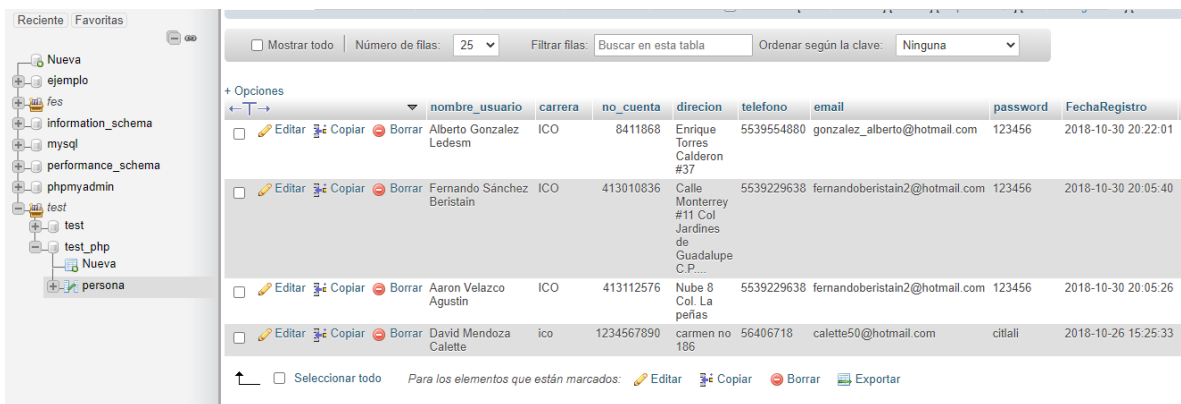 Reciente Favoritas
Nueva
ejemplo
fes
information_schema
mysql
performance_schema
phpmyadmin
test
test
test_php
Nueva
persona
Mostrar todo Número de filas: 25 Filtrar filas: Buscar en esta tabla Ordenar según la clave: Ninguna
+ Opciones
←T→ nombre_usuario carrera no_cuenta direcion telefono email password FechaRegistro
Editar Copiar Borrar Alberto Gonzalez ICO 8411868 Enrique 5539554880 gonzalez_alberto@hotmail.com 123456 2018-10-30 20:22:01
Ledesm Torres
Calderon
#37
Editar Copiar Borrar Fernando Sánchez ICO 413010836 Calle 5539229638 fernandoberistain2@hotmail.com 123456 2018-10-30 20:05:40
Beristain Monterrey
#11 Col
Jardines
de
Guadalupe
C.P....
Editar Copiar Borrar Aaron Velazco ICO 413112576 Nube 8 5539229638 fernandoberistain2@hotmail.com 123456 2018-10-30 20:05:26
Agustin Col. La
peñas
Editar Copiar Borrar David Mendoza ico 1234567890 carmen no 56406718 calette50@hotmail.com citlali 2018-10-26 15:25:33
Calette 186
Seleccionar todo Para los elementos que están marcados: Editar Copiar Borrar Exportar